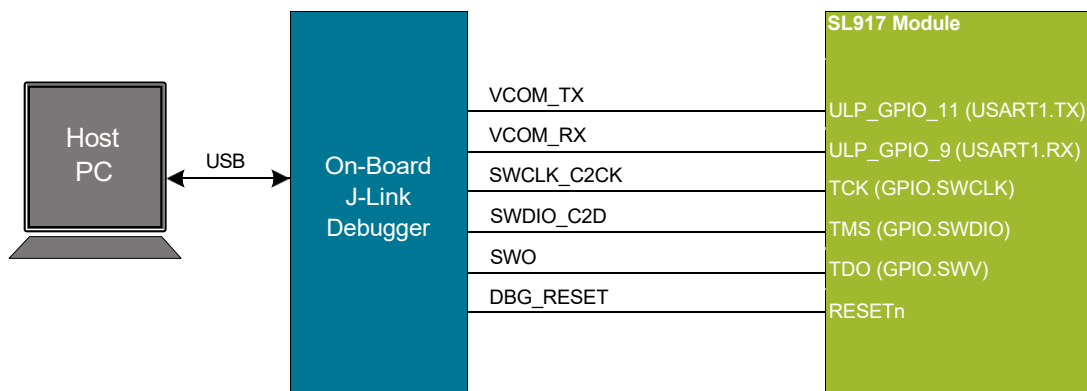 SL917 Module
Host
PC
USB
On-Board
J-Link
Debugger
VCOM_TX
ULP_GPIO_11 (USART1.TX)
VCOM_RX
ULP_GPIO_9 (USART1.RX)
SWCLK_C2CK
TCK (GPIO.SWCLK)
SWDIO_C2D
TMS (GPIO.SWDIO)
SWO
TDO (GPIO.SWV)
DBG_RESET
RESETn